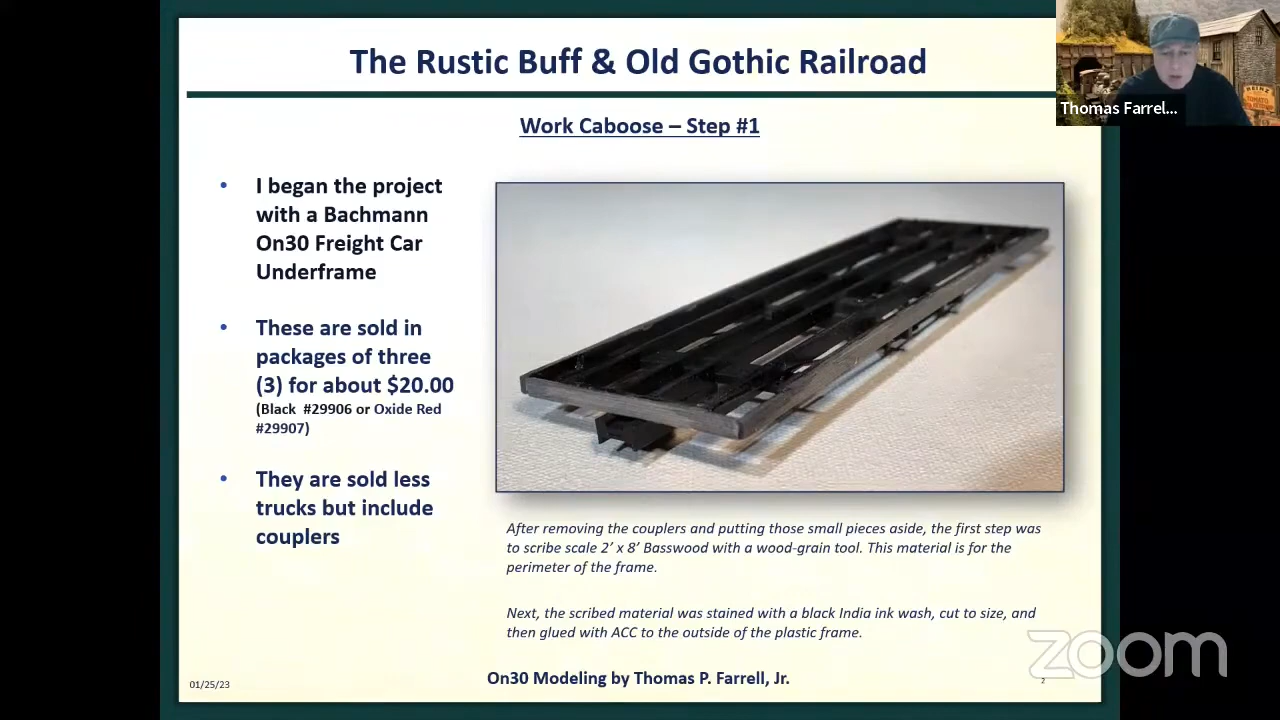 The Rustic Buff & Old Gothic Railroad
Work Caboose – Step #1
• I began the project
with a Bachmann
On30 Freight Car
Underframe
• These are sold in
packages of three
(3) for about $20.00
(Black #29906 or Oxide Red
#29907)
• They are sold less
trucks but include
couplers
After removing the couplers and putting those small pieces aside, the first step was
to scribe scale 2’ x 8’ Basswood with a wood-grain tool. This material is for the
perimeter of the frame.
Next, the scribed material was stained with a black India ink wash, cut to size, and
then glued with ACC to the outside of the plastic frame.
01/25/23
On30 Modeling by Thomas P. Farrell, Jr.
2
zoom
Thomas Farrel...
HEINZ
TOMATO